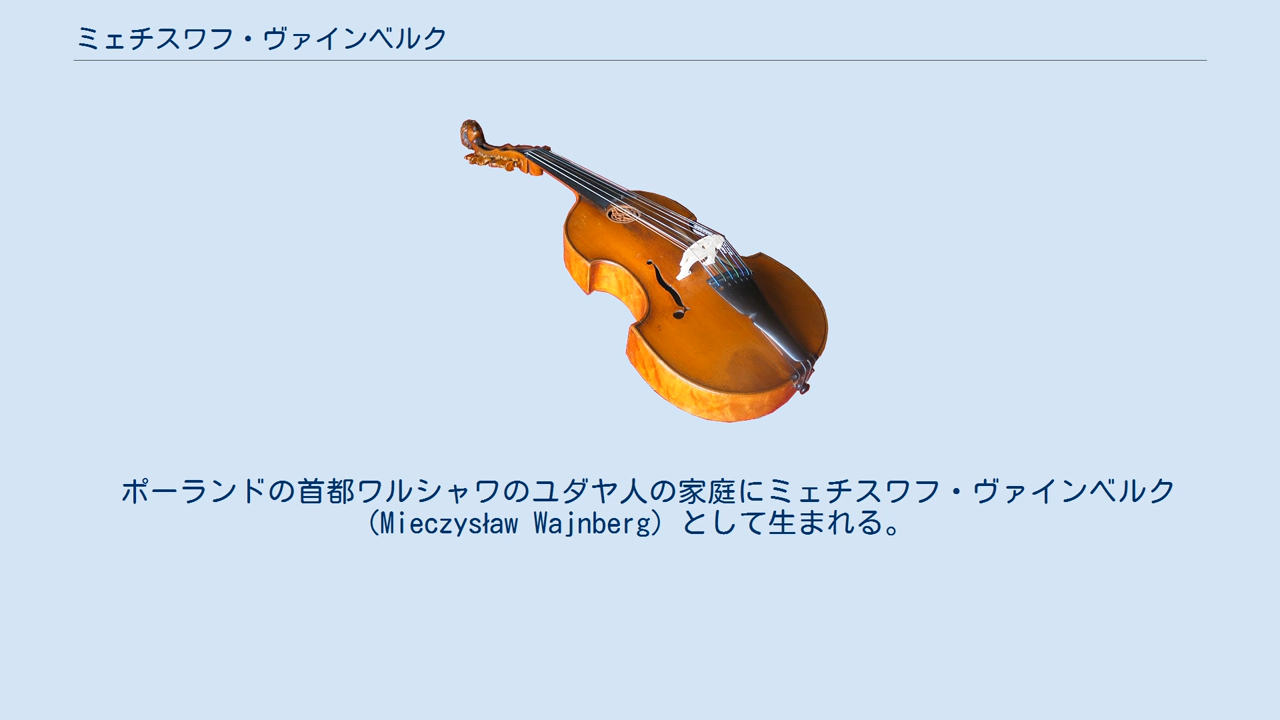 ミェチスワフ・ヴァインベルク
ポーランドの首都ワルシャワのユダヤ人の家庭にミェチスワフ・ヴァインベルク
(Mieczysław Wajnberg) として生まれる。